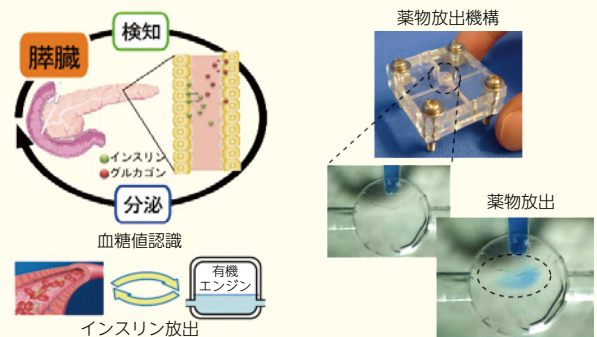 膵臓
検知
インスリン
グルカゴン
分泌
血糖値認識
有機
エンジン
インスリン放出
薬物放出機構
薬物放出